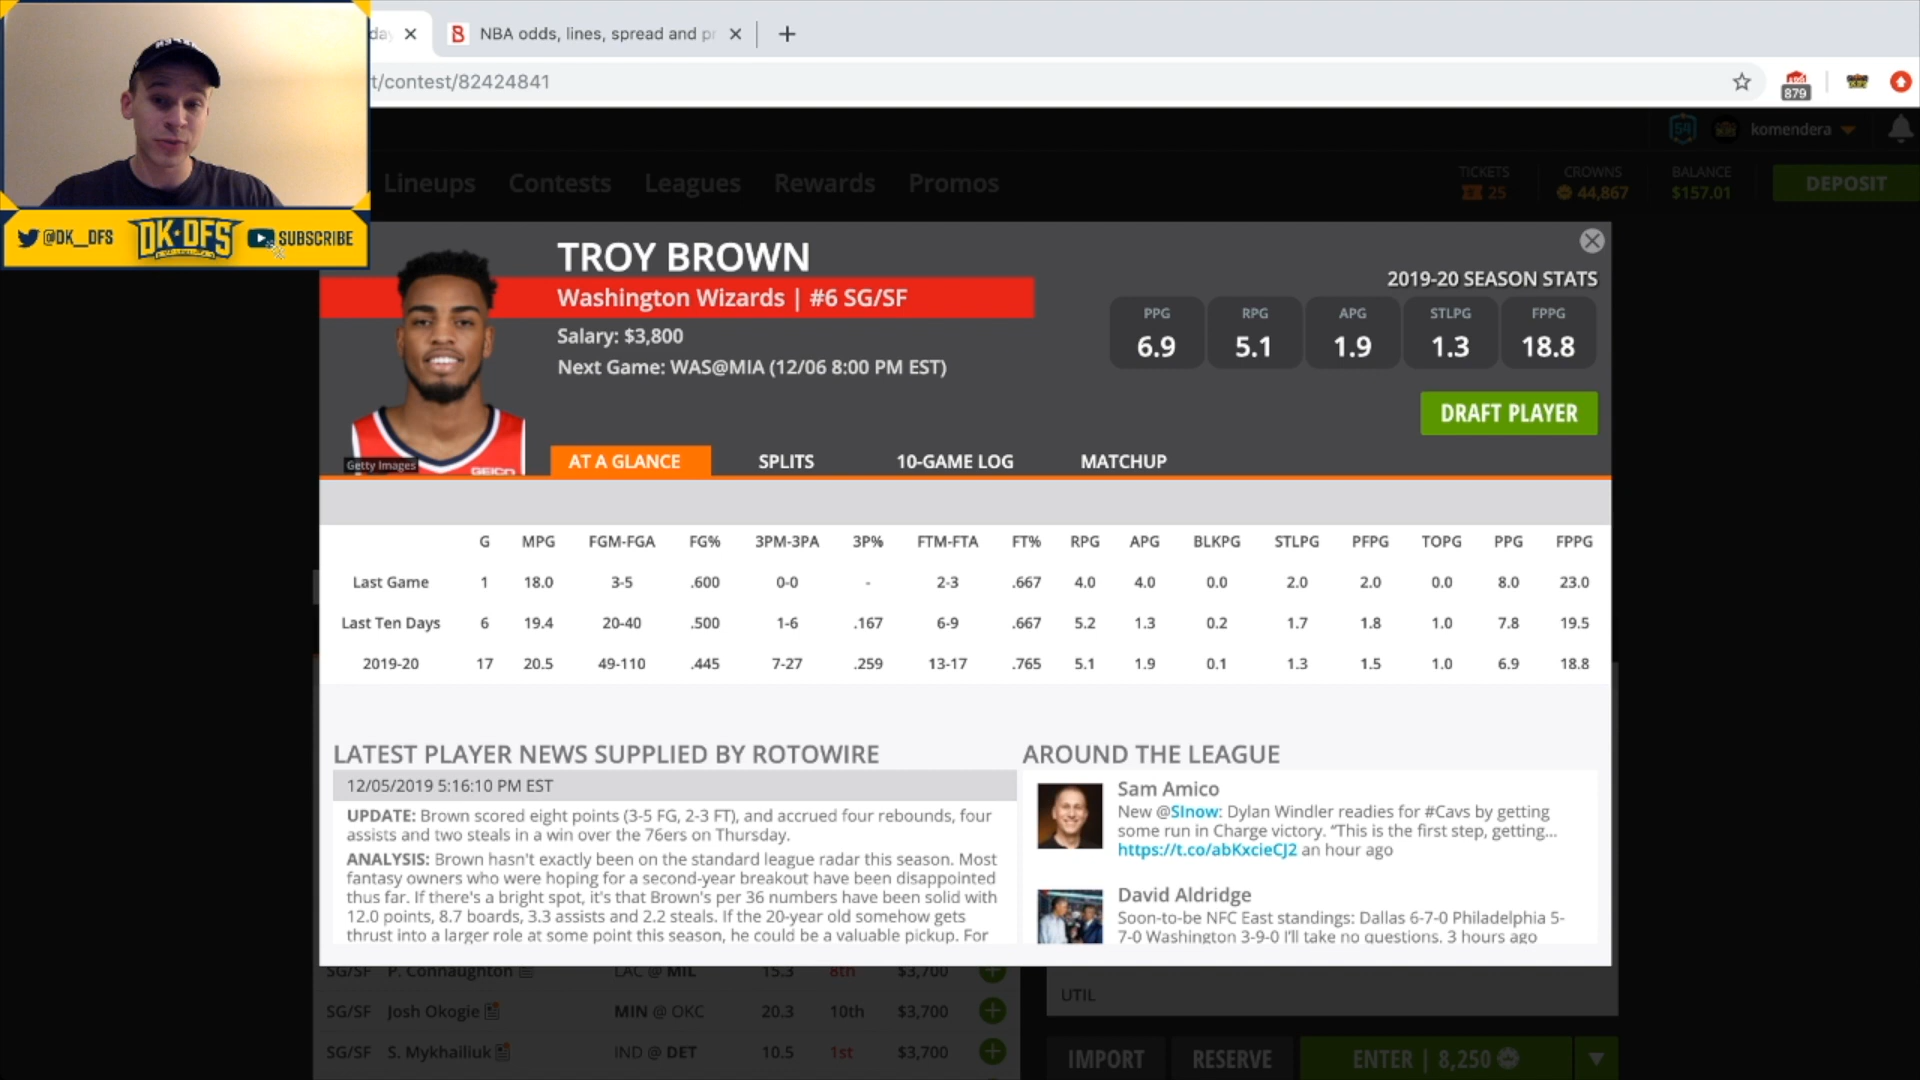 day
NBA odds, lines, spread and pr
t/contest/82424841
879
54
komendera
Lineups
Contests
Leagues
Rewards
Promos
TICKETS
25
CROWNS
44,867
BALANCE
$157.01
DEPOSIT
@DK__DFS
DK★DFS
SUBSCRIBE
TROY BROWN
Washington Wizards | #6 SG/SF
Salary: $3,800
Next Game: WAS@MIA (12/06 8:00 PM EST)
2019-20 SEASON STATS
PPG RPG APG STLPG FPPG
6.9 5.1 1.9 1.3 18.8
DRAFT PLAYER
Getty Images
GEICO
AT A GLANCE
SPLITS
10-GAME LOG
MATCHUP
G MPG FGM-FGA FG% 3PM-3PA 3P% FTM-FTA FT% RPG APG BLKPG STLPG PFPG TOPG PPG FPPG
Last Game 1 18.0 3-5 .600 0-0 - 2-3 .667 4.0 4.0 0.0 2.0 2.0 0.0 8.0 23.0
Last Ten Days 6 19.4 20-40 .500 1-6 .167 6-9 .667 5.2 1.3 0.2 1.7 1.8 1.0 7.8 19.5
2019-20 17 20.5 49-110 .445 7-27 .259 13-17 .765 5.1 1.9 0.1 1.3 1.5 1.0 6.9 18.8
LATEST PLAYER NEWS SUPPLIED BY ROTOWIRE
12/05/2019 5:16:10 PM EST
UPDATE: Brown scored eight points (3-5 FG, 2-3 FT), and accrued four rebounds, four
assists and two steals in a win over the 76ers on Thursday.
ANALYSIS: Brown hasn't exactly been on the standard league radar this season. Most
fantasy owners who were hoping for a second-year breakout have been disappointed
thus far. If there's a bright spot, it's that Brown's per 36 numbers have been solid with
12.0 points, 8.7 boards, 3.3 assists and 2.2 steals. If the 20-year old somehow gets
thrust into a larger role at some point this season, he could be a valuable pickup. For
AROUND THE LEAGUE
Sam Amico
New @SInow: Dylan Windler readies for #Cavs by getting
some run in Charge victory. “This is the first step, getting...
https://t.co/abKxcieCJ2 an hour ago
David Aldridge
Soon-to-be NFC East standings: Dallas 6-7-0 Philadelphia 5-
7-0 Washington 3-9-0 I'll take no questions. 3 hours ago
SG/SF P. Connaughton LAC @ MIL 15.3 8th $3,700
SG/SF Josh Okogie MIN @ OKC 20.3 10th $3,700
SG/SF S. Mykhailiuk IND @ DET 10.5 1st $3,700
UTIL
IMPORT
RESERVE
ENTER | 8,250